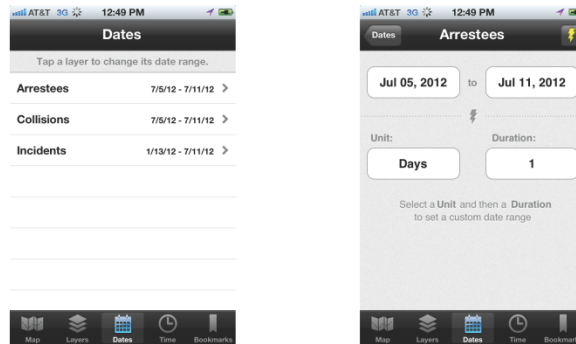 AT&T 3G 12:49 PM
Dates
Tap a layer to change its date range.
Arrestees 7/5/12 - 7/11/12
Collisions 7/5/12 - 7/11/12
Incidents 1/13/12 - 7/11/12
Map Layers Dates Time Bookmarks
AT&T 3G 12:49 PM
Dates Arrestees
Jul 05, 2012 to Jul 11, 2012
Unit: Duration:
Days 1
Select a Unit and then a Duration
to set a custom date range
Map Layers Dates Time Bookmark